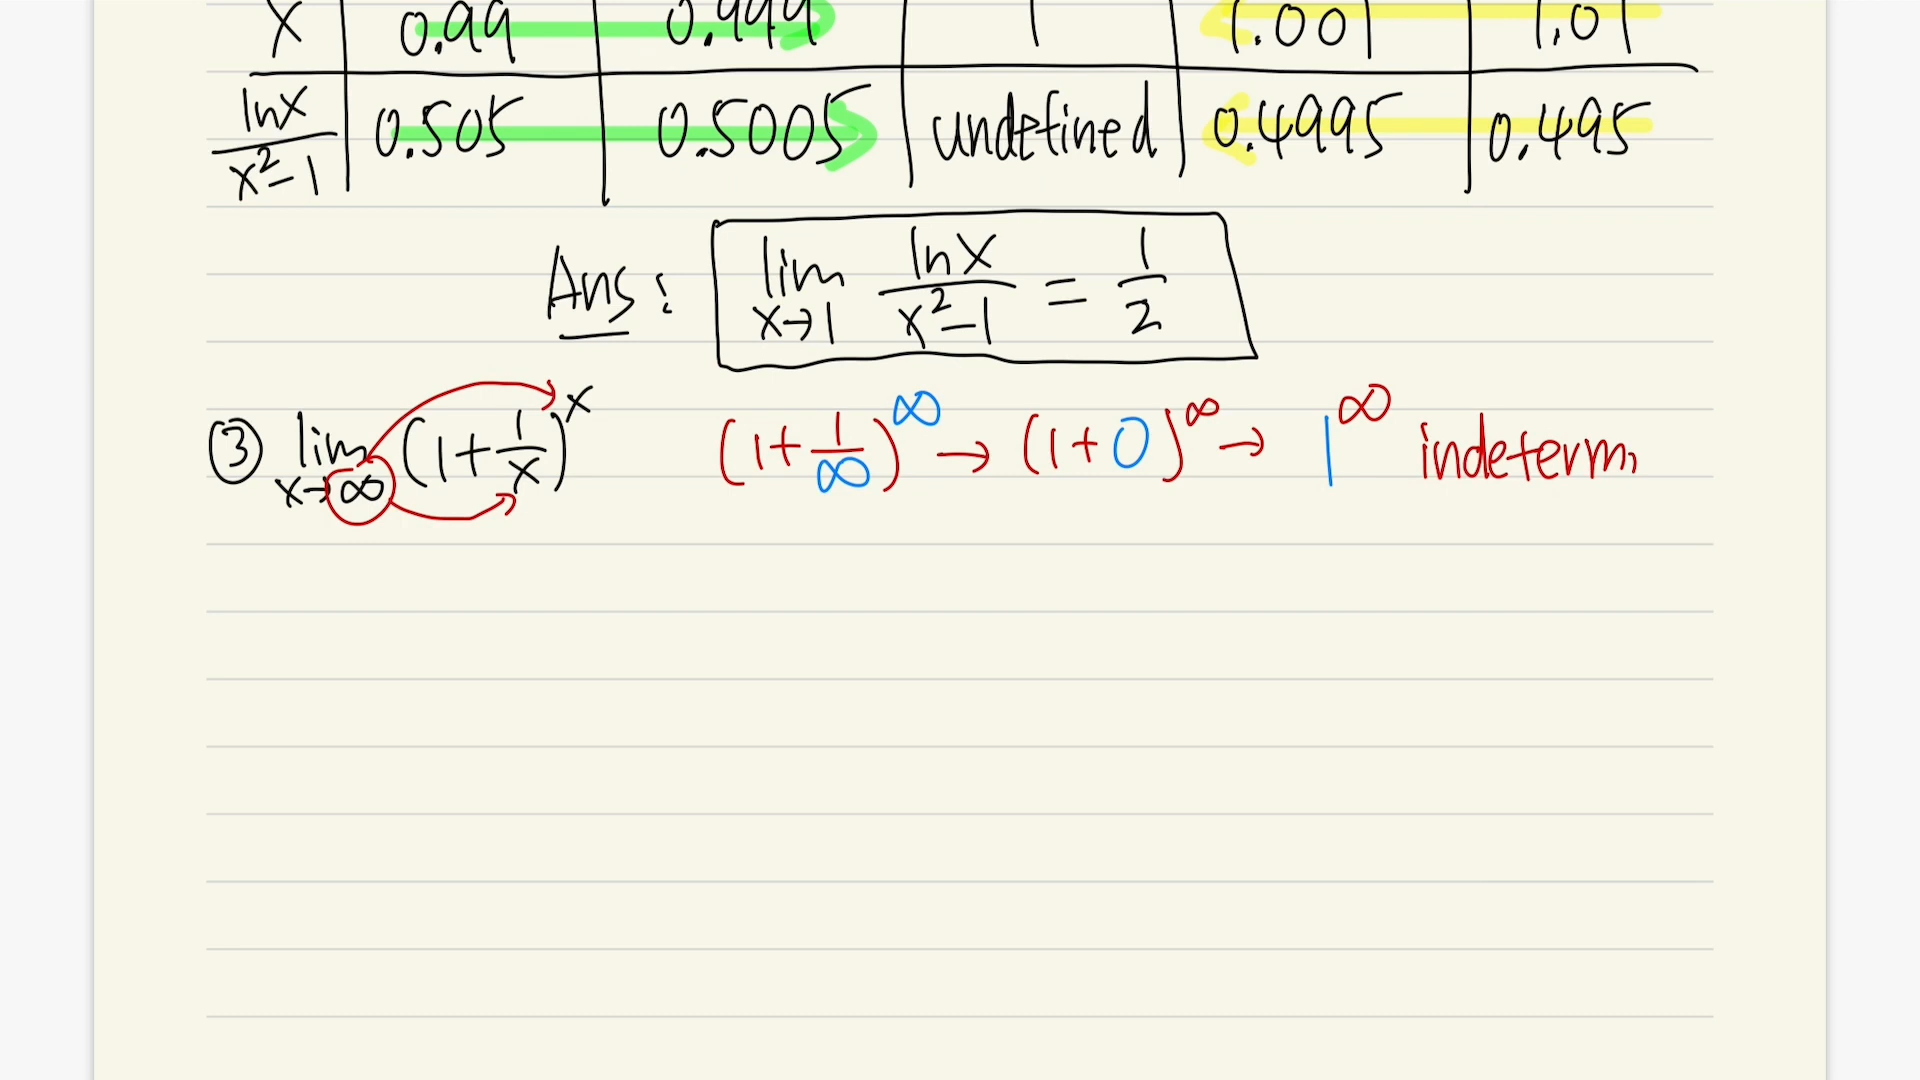 x | 0.99 | 0.999 | 1 | 1.001 | 1.01
lnx/(x²-1) | 0.505 | 0.5005 | undefined | 0.4995 | 0.495
Ans: lim x→1 lnx/(x²-1) = 1/2
③ lim x→∞ (1+1/x)^x (1+1/∞)^∞ → (1+0)^∞ → 1^∞ indeterm.